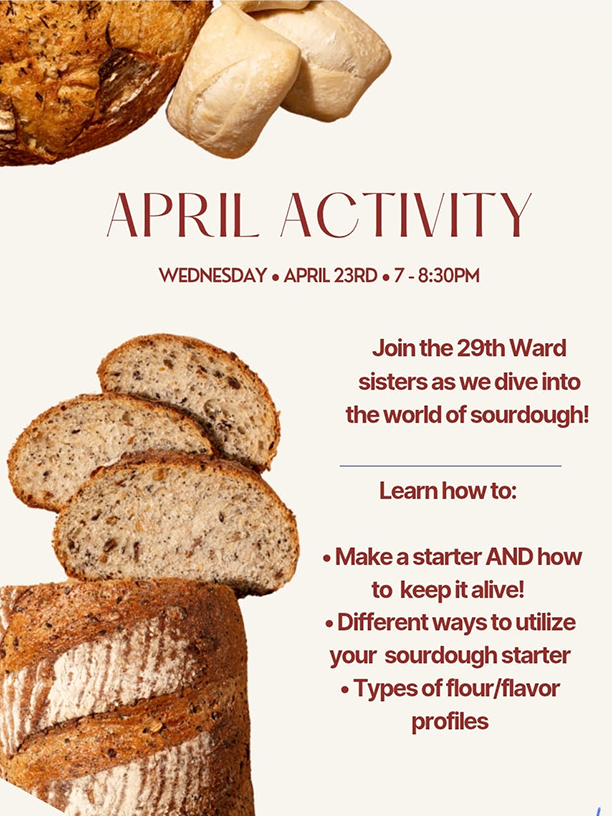 APRIL ACTIVITY
WEDNESDAY • APRIL 23RD • 7 - 8:30PM
Join the 29th Ward
sisters as we dive into
the world of sourdough!
Learn how to:
• Make a starter AND how
to keep it alive!
• Different ways to utilize
your sourdough starter
• Types of flour/flavor
profiles